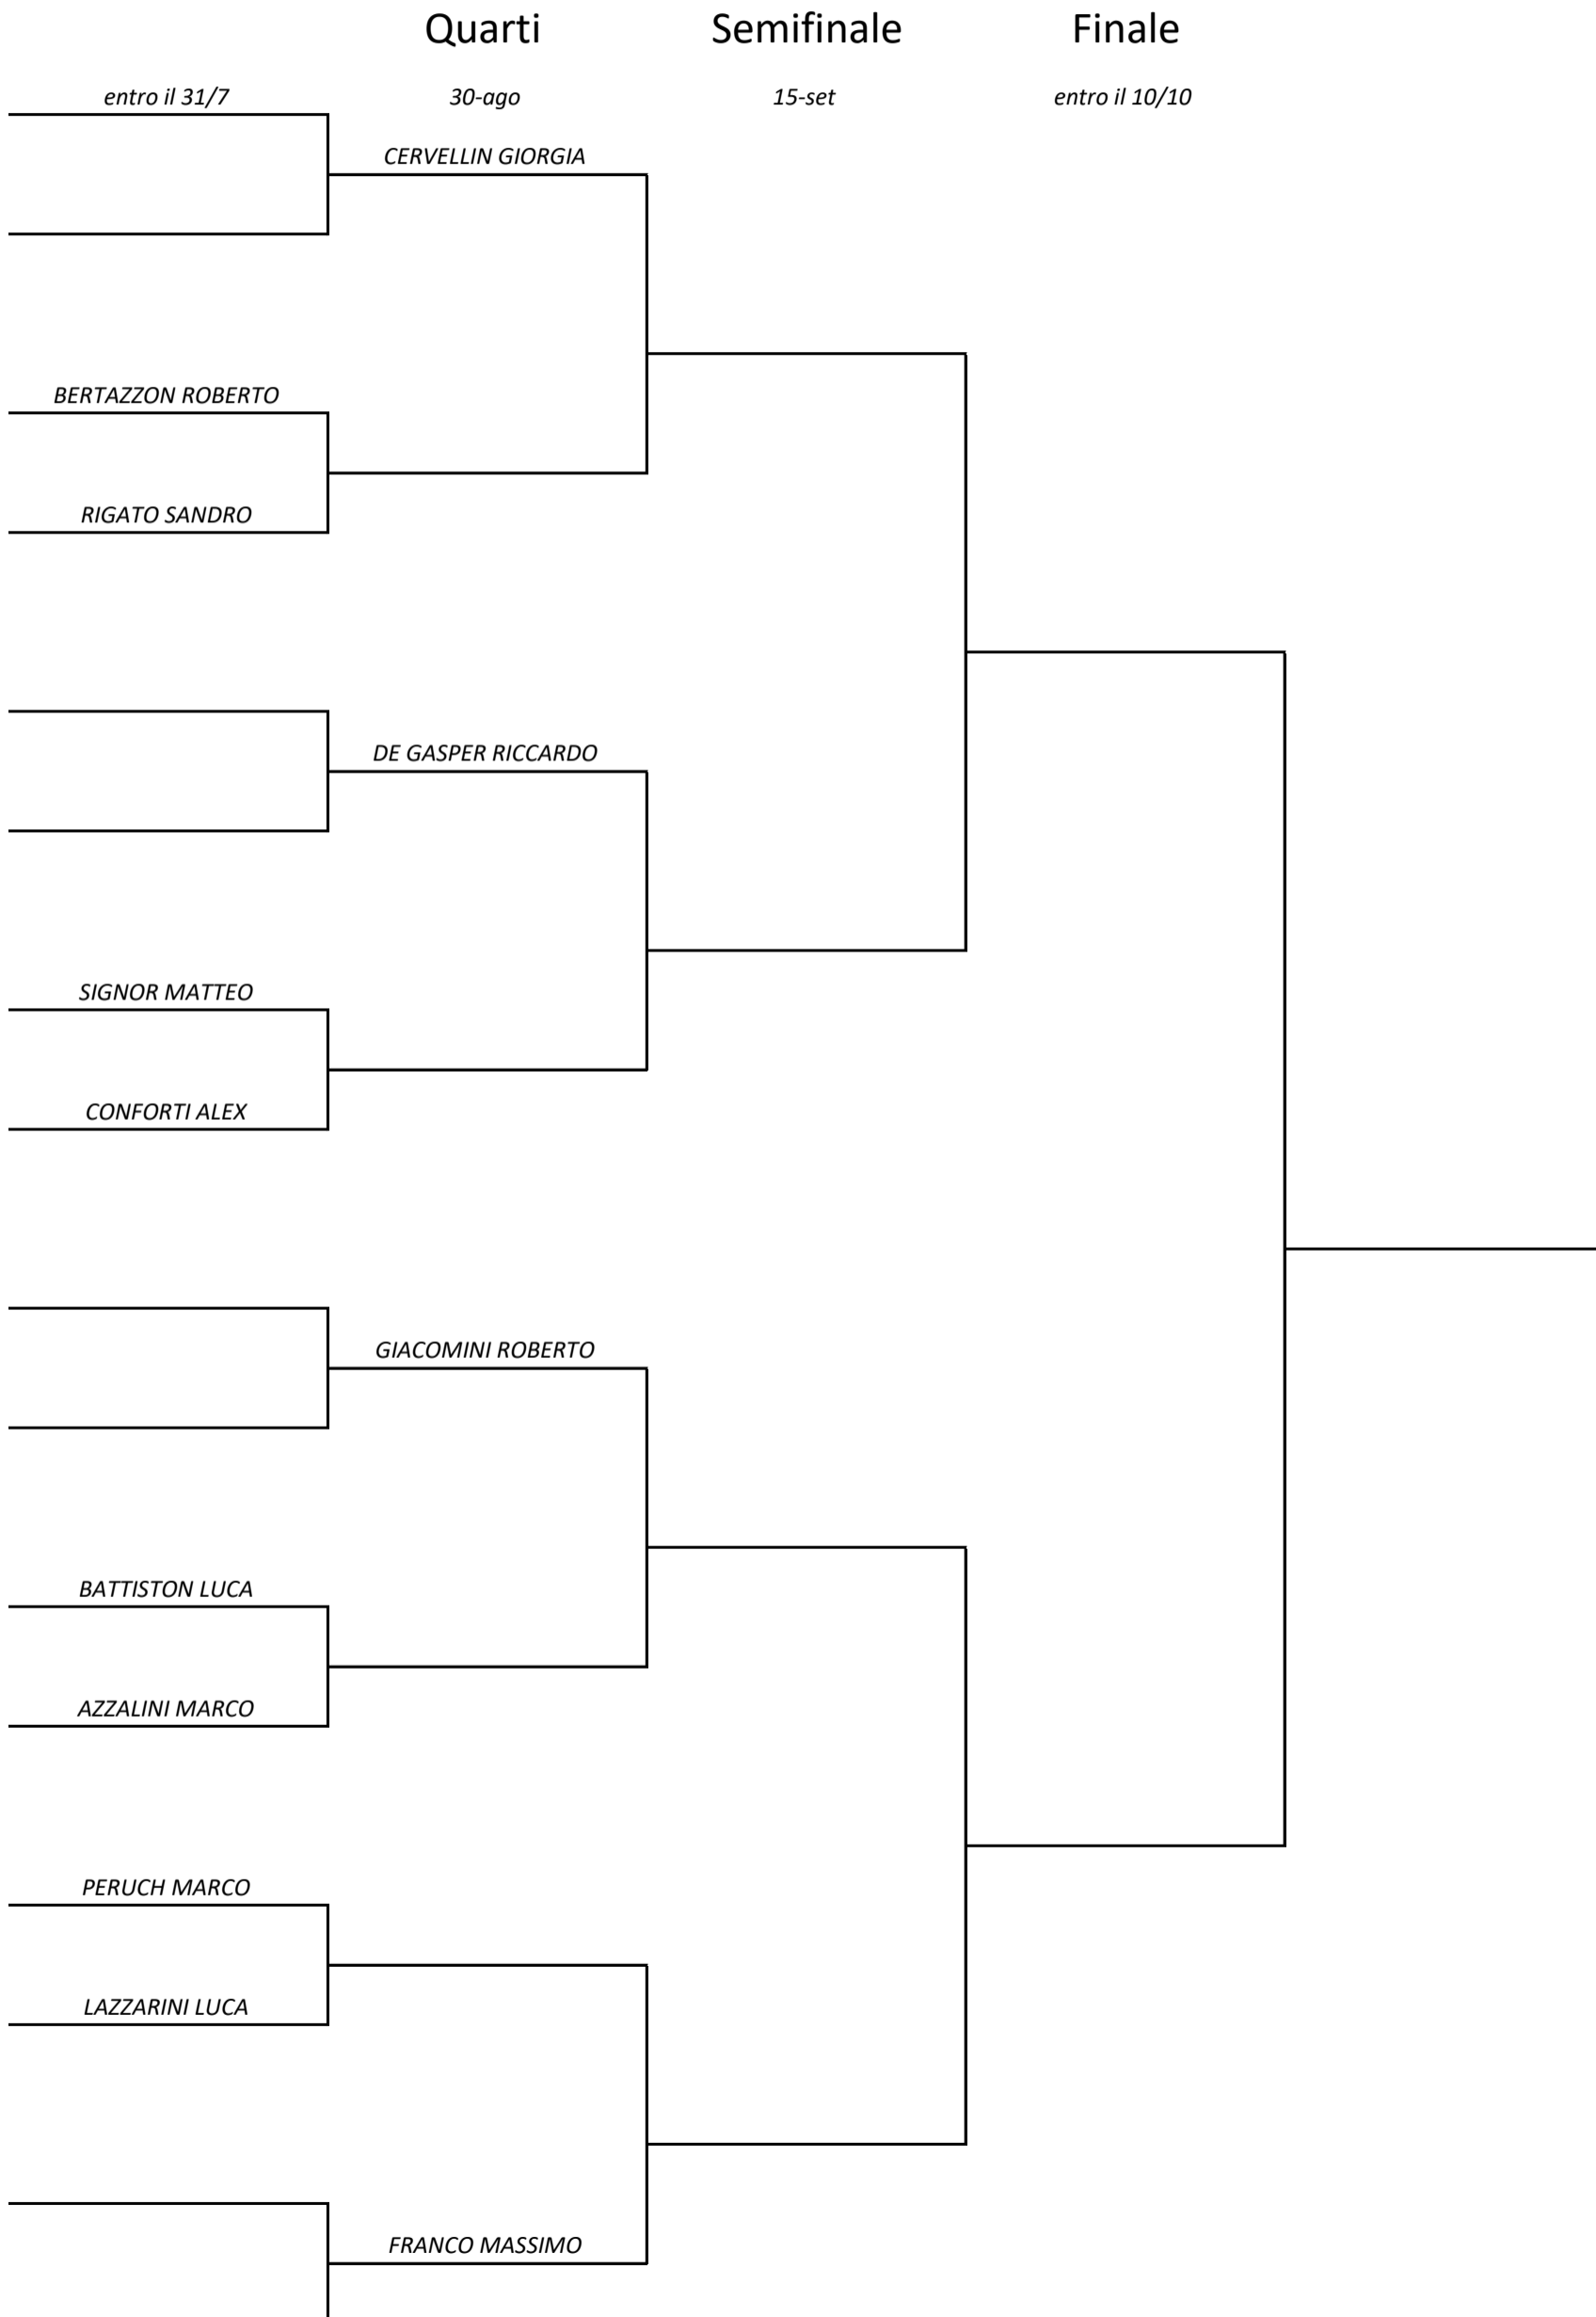 Quarti Semifinale Finale
entro il 31/7 30-ago 15-set entro il 10/10
CERVELLIN GIORGIA
BERTAZZON ROBERTO
RIGATO SANDRO
DE GASPER RICCARDO
SIGNOR MATTEO
CONFORTI ALEX
GIACOMINI ROBERTO
BATTISTON LUCA
AZZALINI MARCO
PERUCH MARCO
LAZZARINI LUCA
FRANCO MASSIMO